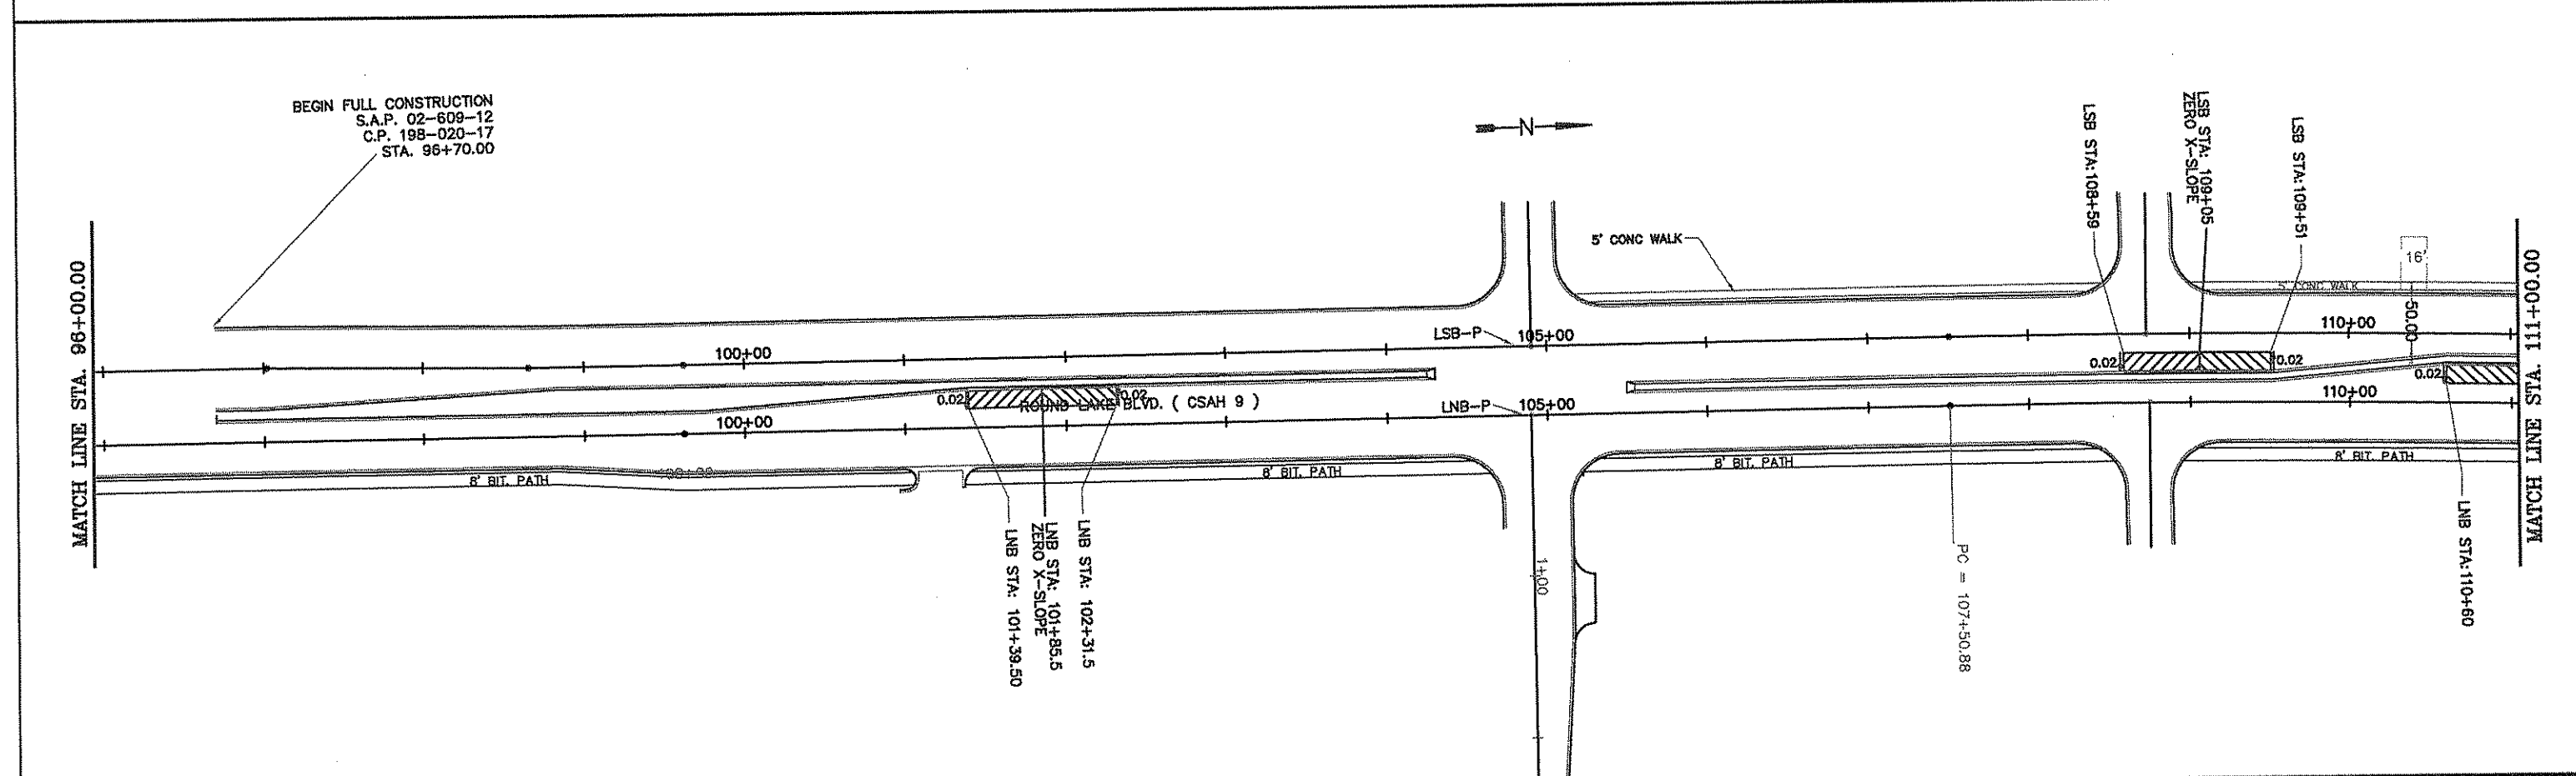 BEGIN FULL CONSTRUCTION
S.A.P. 02-609-12
C.P. 198-020-17
STA. 96+70.00
N
LSB STA:108+59
LSB STA: 109+05
ZERO X-SLOPE
LSB STA:109+51
5' CONC WALK
16'
5' CONC WALK
50.00
MATCH LINE STA. 96+00.00
MATCH LINE STA. 111+00.00
100+00
LSB-P
105+00
110+00
0.02
0.02
0.02
0.02
0.02
ROUND LAKE BLVD. ( CSAH 9 )
100+00
LNB-P
105+00
110+00
8' BIT. PATH
8' BIT. PATH
8' BIT. PATH
8' BIT. PATH
LNB STA: 101+39.50
LNB STA: 101+85.5
ZERO X-SLOPE
LNB STA: 102+31.5
1+00
PC = 107+50.88
LNB STA:110+60